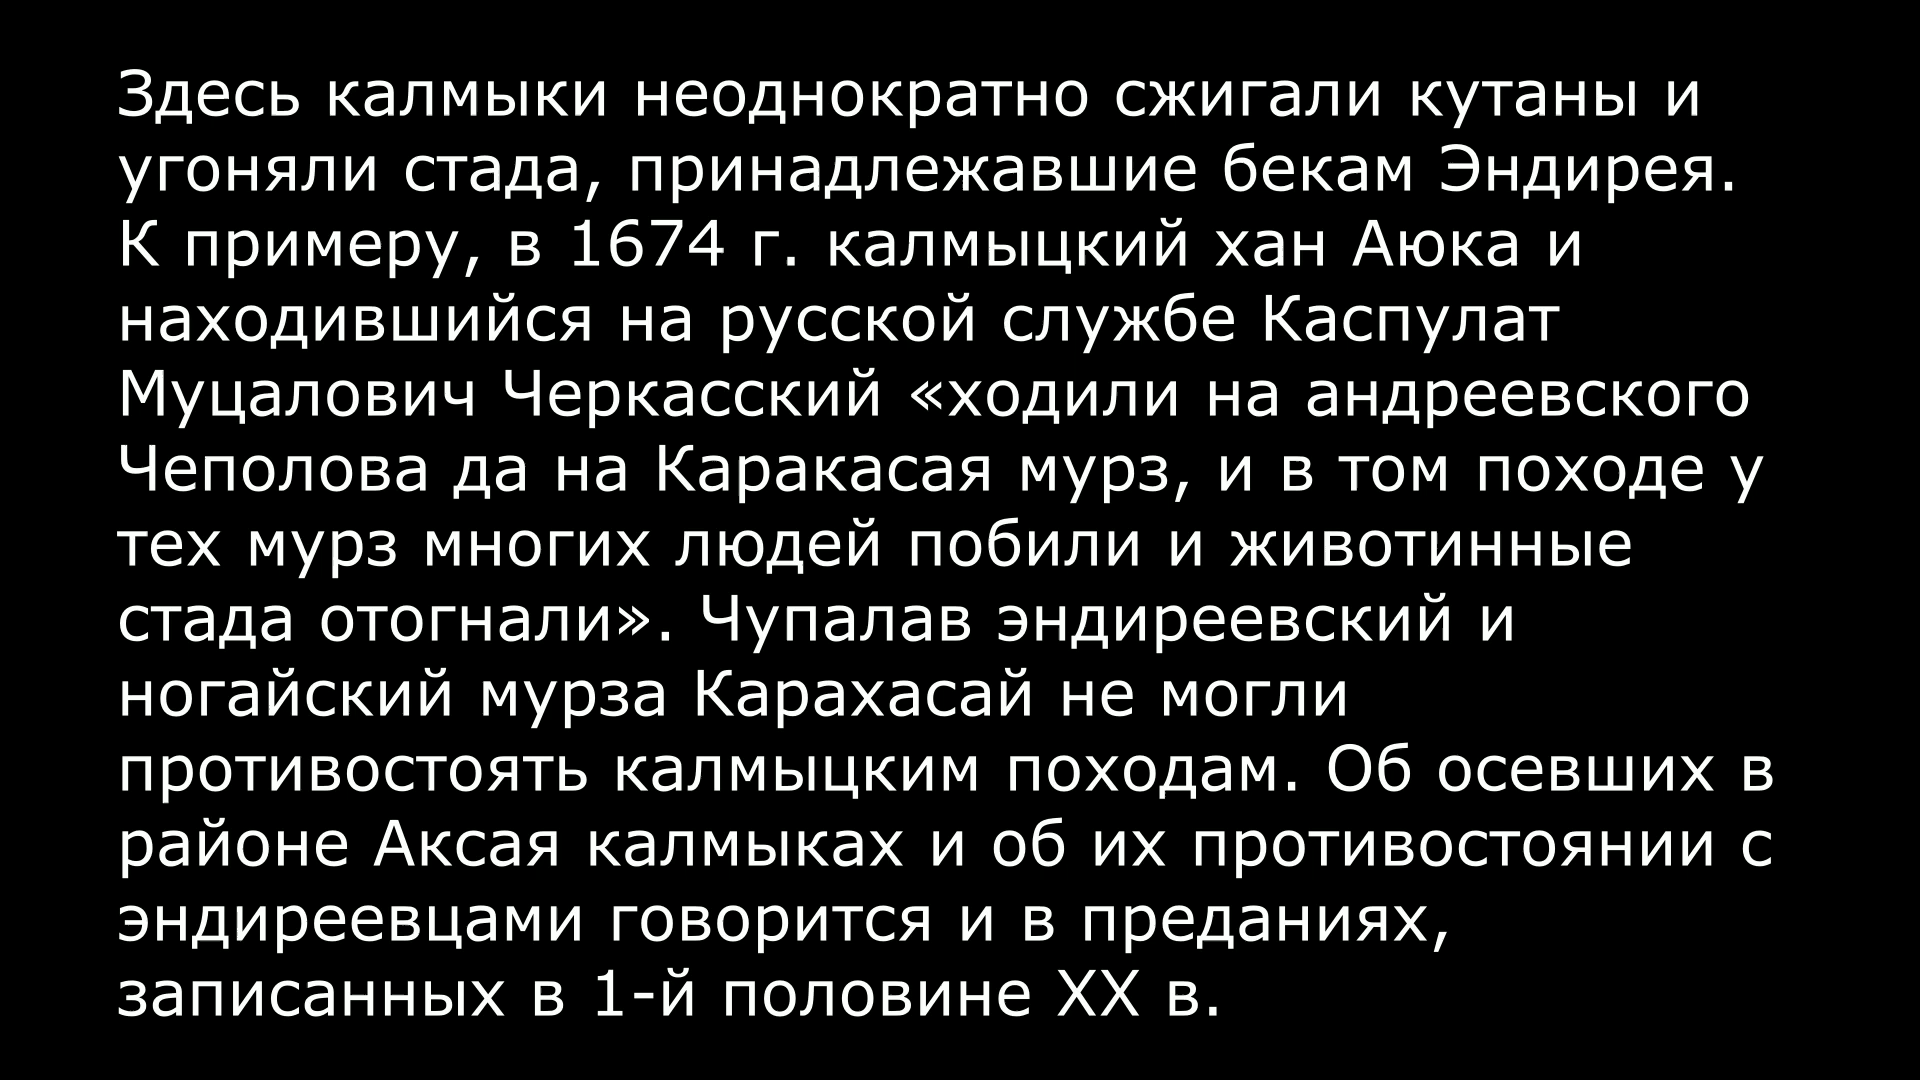 Здесь калмыки неоднократно сжигали кутаны и
угоняли стада, принадлежавшие бекам Эндирея.
К примеру, в 1674 г. калмыцкий хан Аюка и
находившийся на русской службе Каспулат
Муцалович Черкасский «ходили на андреевского
Чеполова да на Каракасая мурз, и в том походе у
тех мурз многих людей побили и животинные
стада отогнали». Чупалав эндиреевский и
ногайский мурза Карахасай не могли
противостоять калмыцким походам. Об осевших в
районе Аксая калмыках и об их противостоянии с
эндиреевцами говорится и в преданиях,
записанных в 1-й половине XX в.